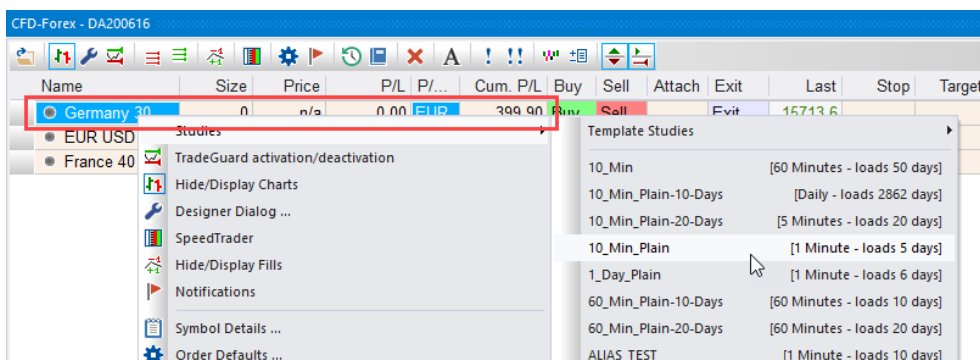 CFD-Forex - DA200616
A ! !!
Name Size Price P/L P/... Cum. P/L Buy Sell Attach Exit Last Stop Target
Germany 30 0 n/a 0.00 EUR 399.90 Buy Sell Exit 15713.6
EUR USD
France 40
Studies
TradeGuard activation/deactivation
Hide/Display Charts
Designer Dialog ...
SpeedTrader
Hide/Display Fills
Notifications
Symbol Details ...
Order Defaults ...
Template Studies
10_Min [60 Minutes - loads 50 days]
10_Min_Plain-10-Days [Daily - loads 2862 days]
10_Min_Plain-20-Days [5 Minutes - loads 20 days]
10_Min_Plain [1 Minute - loads 5 days]
1_Day_Plain [1 Minute - loads 6 days]
60_Min_Plain-10-Days [60 Minutes - loads 10 days]
60_Min_Plain-20-Days [60 Minutes - loads 20 days]
ALIAS_TEST [1 Minute - loads 10 days]